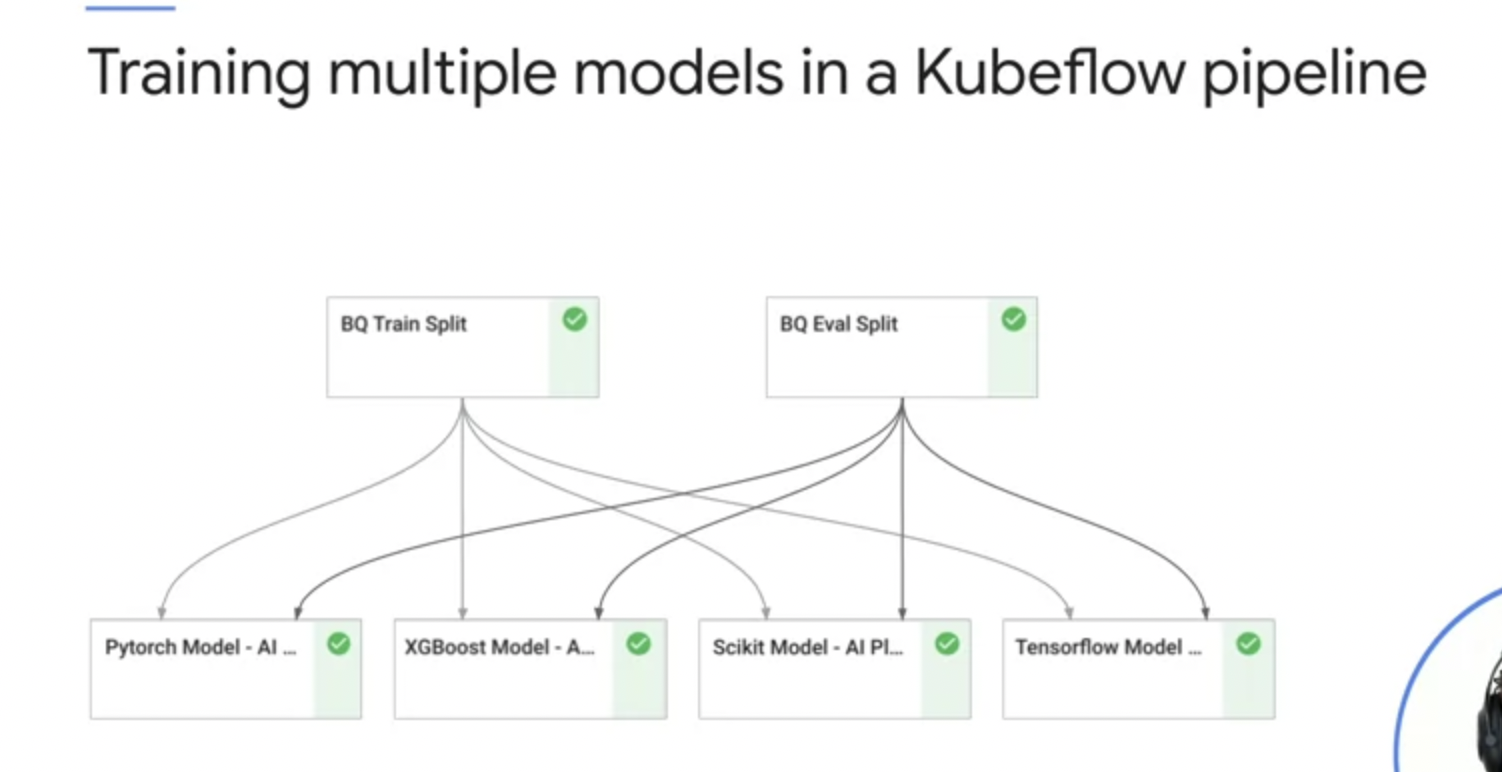 Training multiple models in a Kubeflow pipeline
BQ Train Split
BQ Eval Split
Pytorch Model - AI ...
XGBoost Model - A...
Scikit Model - AI Pl...
Tensorflow Model ...